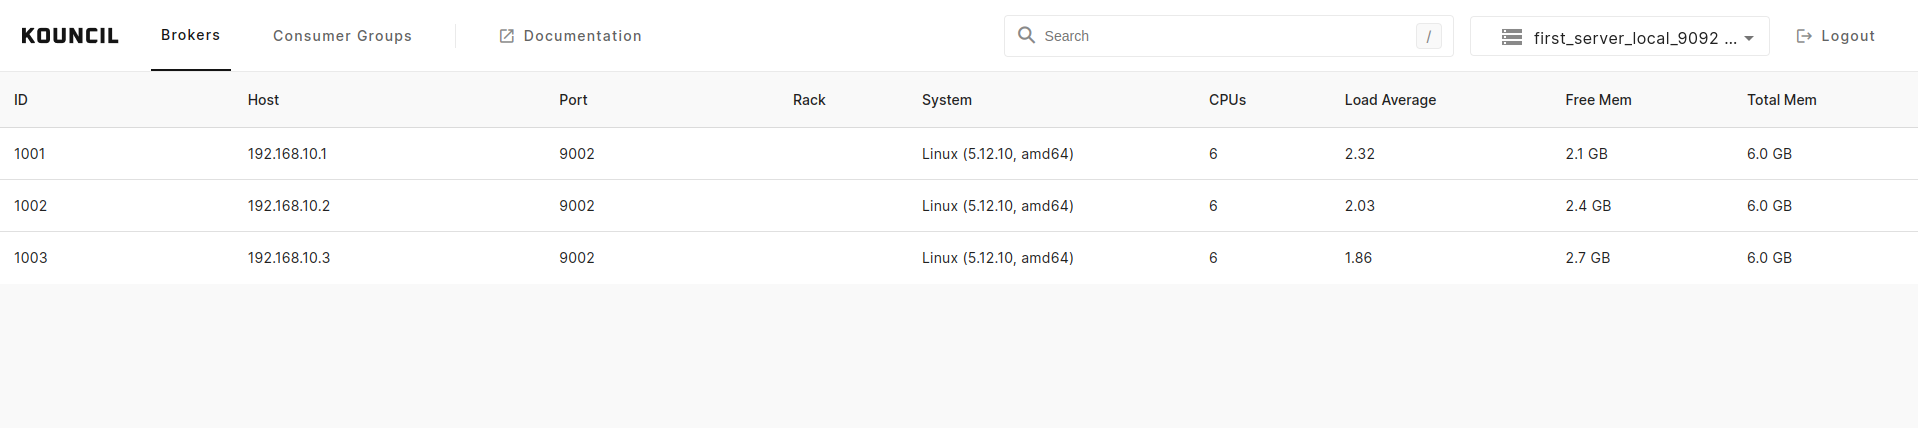 KOUNCIL Brokers Consumer Groups Documentation Search / first_server_local_9092 ... Logout
ID Host Port Rack System CPUs Load Average Free Mem Total Mem
1001 192.168.10.1 9002 Linux (5.12.10, amd64) 6 2.32 2.1 GB 6.0 GB
1002 192.168.10.2 9002 Linux (5.12.10, amd64) 6 2.03 2.4 GB 6.0 GB
1003 192.168.10.3 9002 Linux (5.12.10, amd64) 6 1.86 2.7 GB 6.0 GB